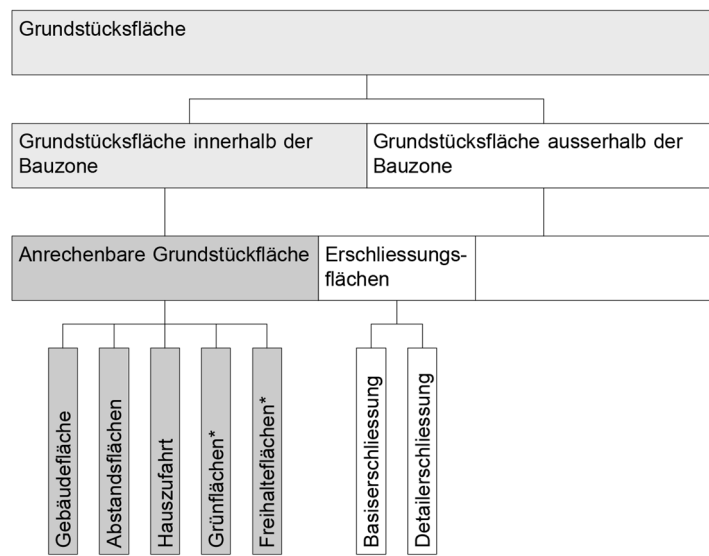 Grundstücksfläche
Grundstücksfläche innerhalb der
Bauzone
Grundstücksfläche ausserhalb der
Bauzone
Anrechenbare Grundstückfläche
Erschliessungs-
flächen
Gebäudefläche
Abstandsflächen
Hauszufahrt
Grünflächen*
Freihalteflächen*
Basiserschliessung
Detailerschliessung